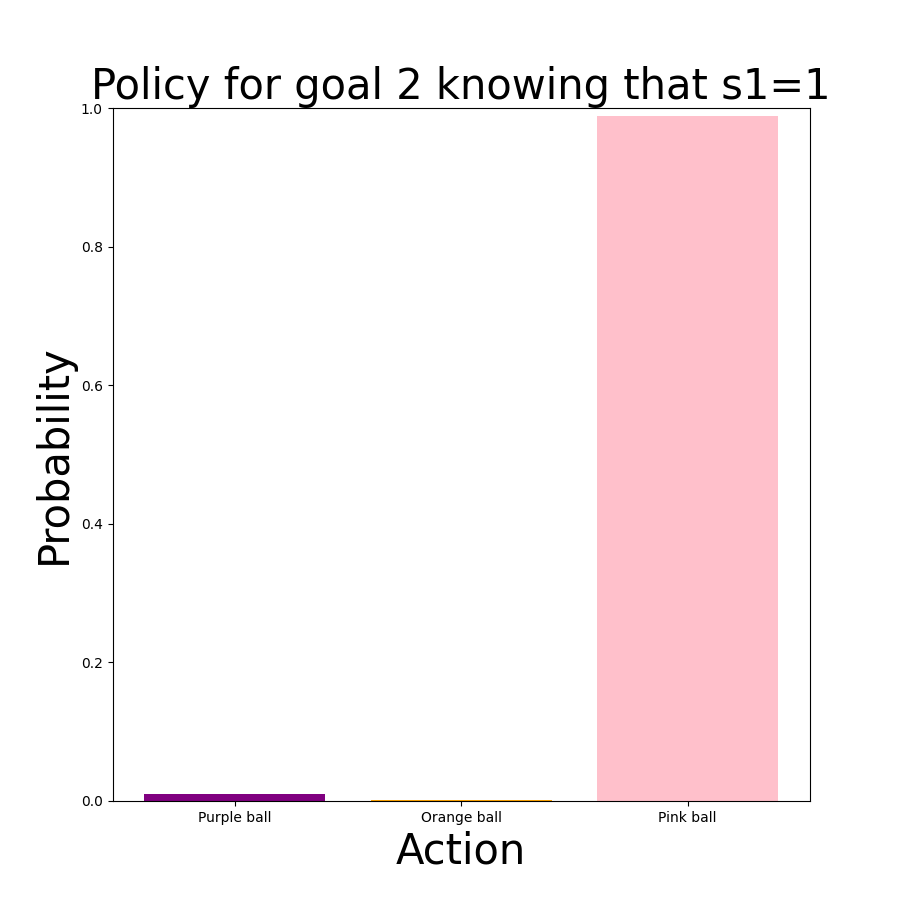 Policy for goal 2 knowing that s1=1
1.0
0.8
0.6
0.4
0.2
0.0
Probability
Purple ball
Orange ball
Pink ball
Action